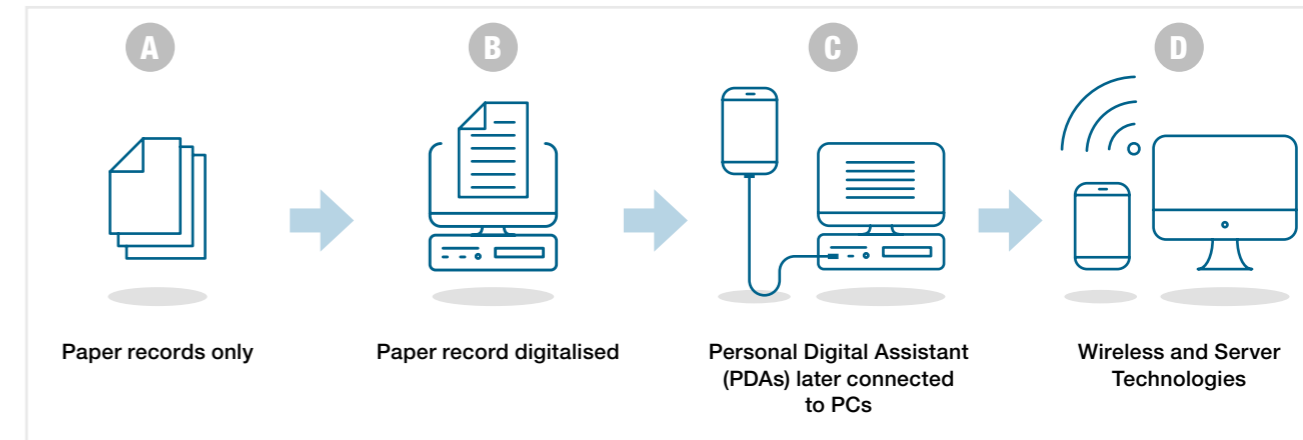 A
B
C
D
Paper records only
Paper record digitalised
Personal Digital Assistant
(PDAs) later connected
to PCs
Wireless and Server
Technologies